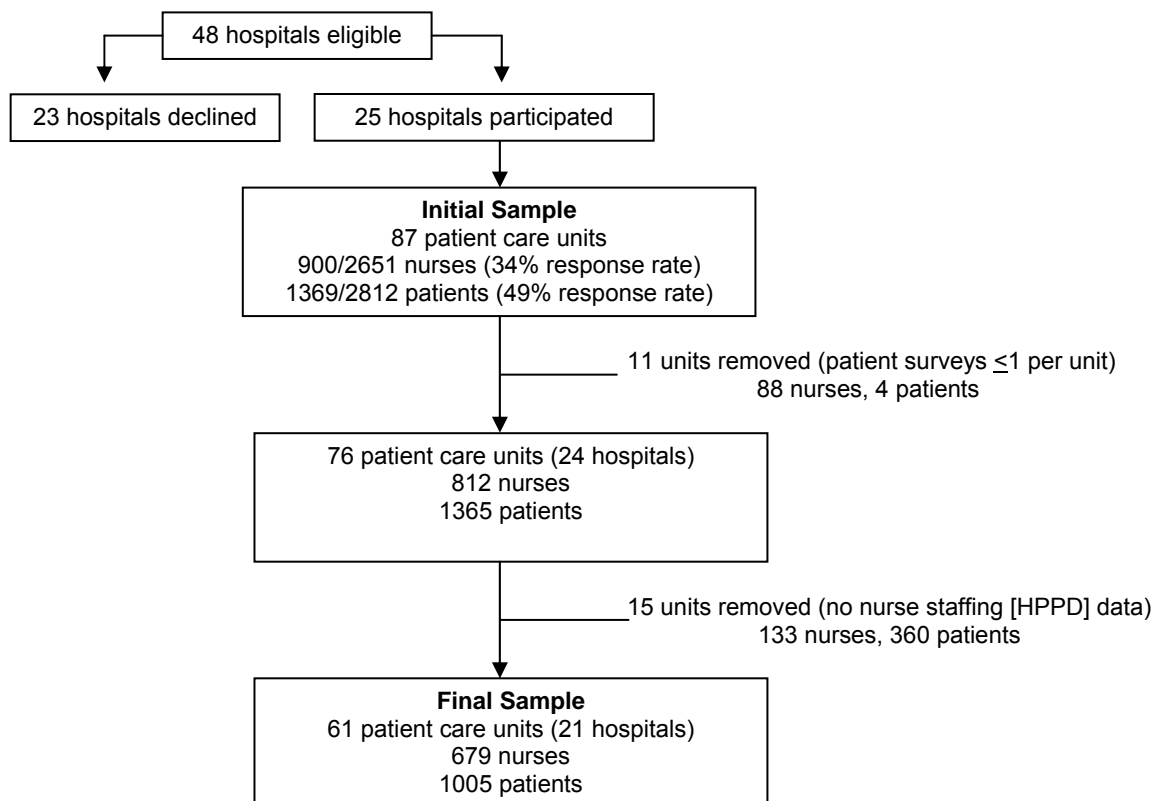 48 hospitals eligible
23 hospitals declined
25 hospitals participated
Initial Sample
87 patient care units
900/2651 nurses (34% response rate)
1369/2812 patients (49% response rate)
11 units removed (patient surveys ≤1 per unit)
88 nurses, 4 patients
76 patient care units (24 hospitals)
812 nurses
1365 patients
15 units removed (no nurse staffing [HPPD] data)
133 nurses, 360 patients
Final Sample
61 patient care units (21 hospitals)
679 nurses
1005 patients